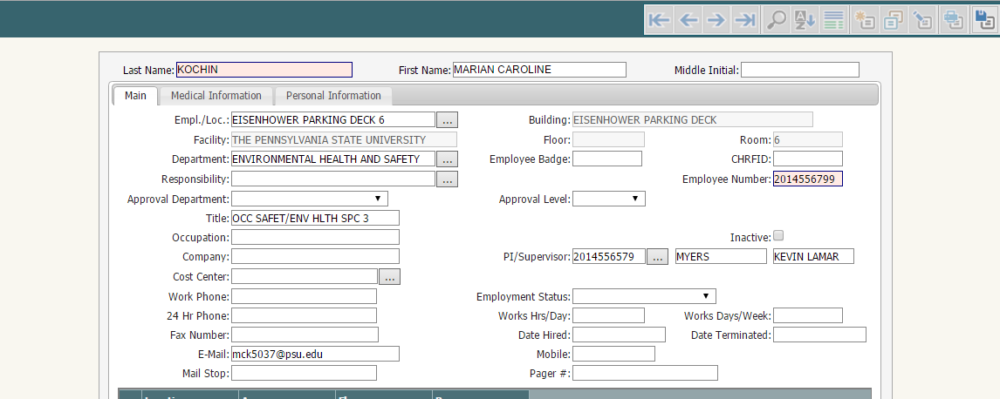 Last Name: KOCHIN First Name: MARIAN CAROLINE Middle Initial:
Main Medical Information Personal Information
Empl./Loc.: EISENHOWER PARKING DECK 6 ... Building: EISENHOWER PARKING DECK
Facility: THE PENNSYLVANIA STATE UNIVERSITY Floor: Room: 6
Department: ENVIRONMENTAL HEALTH AND SAFETY ... Employee Badge: CHRFID:
Responsibility: ... Employee Number: 2014556799
Approval Department: Approval Level:
Title: OCC SAFET/ENV HLTH SPC 3
Occupation: Inactive:
Company: PI/Supervisor: 2014556579 ... MYERS KEVIN LAMAR
Cost Center: ...
Work Phone: Employment Status:
24 Hr Phone: Works Hrs/Day: Works Days/Week:
Fax Number: Date Hired: Date Terminated:
E-Mail: mck5037@psu.edu Mobile:
Mail Stop: Pager #: